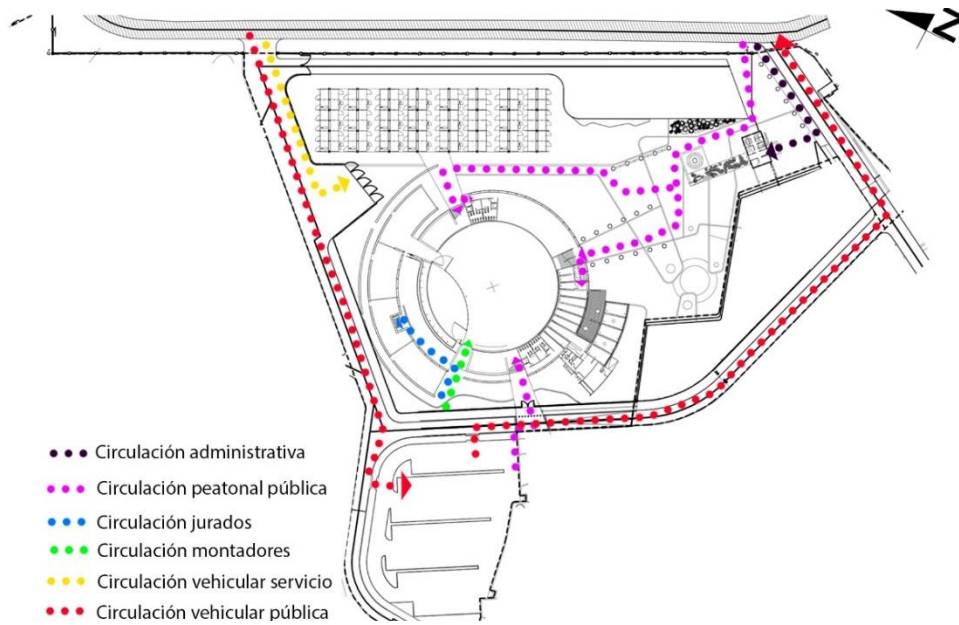 N
Circulación administrativa
Circulación peatonal pública
Circulación jurados
Circulación montadores
Circulación vehicular servicio
Circulación vehicular pública